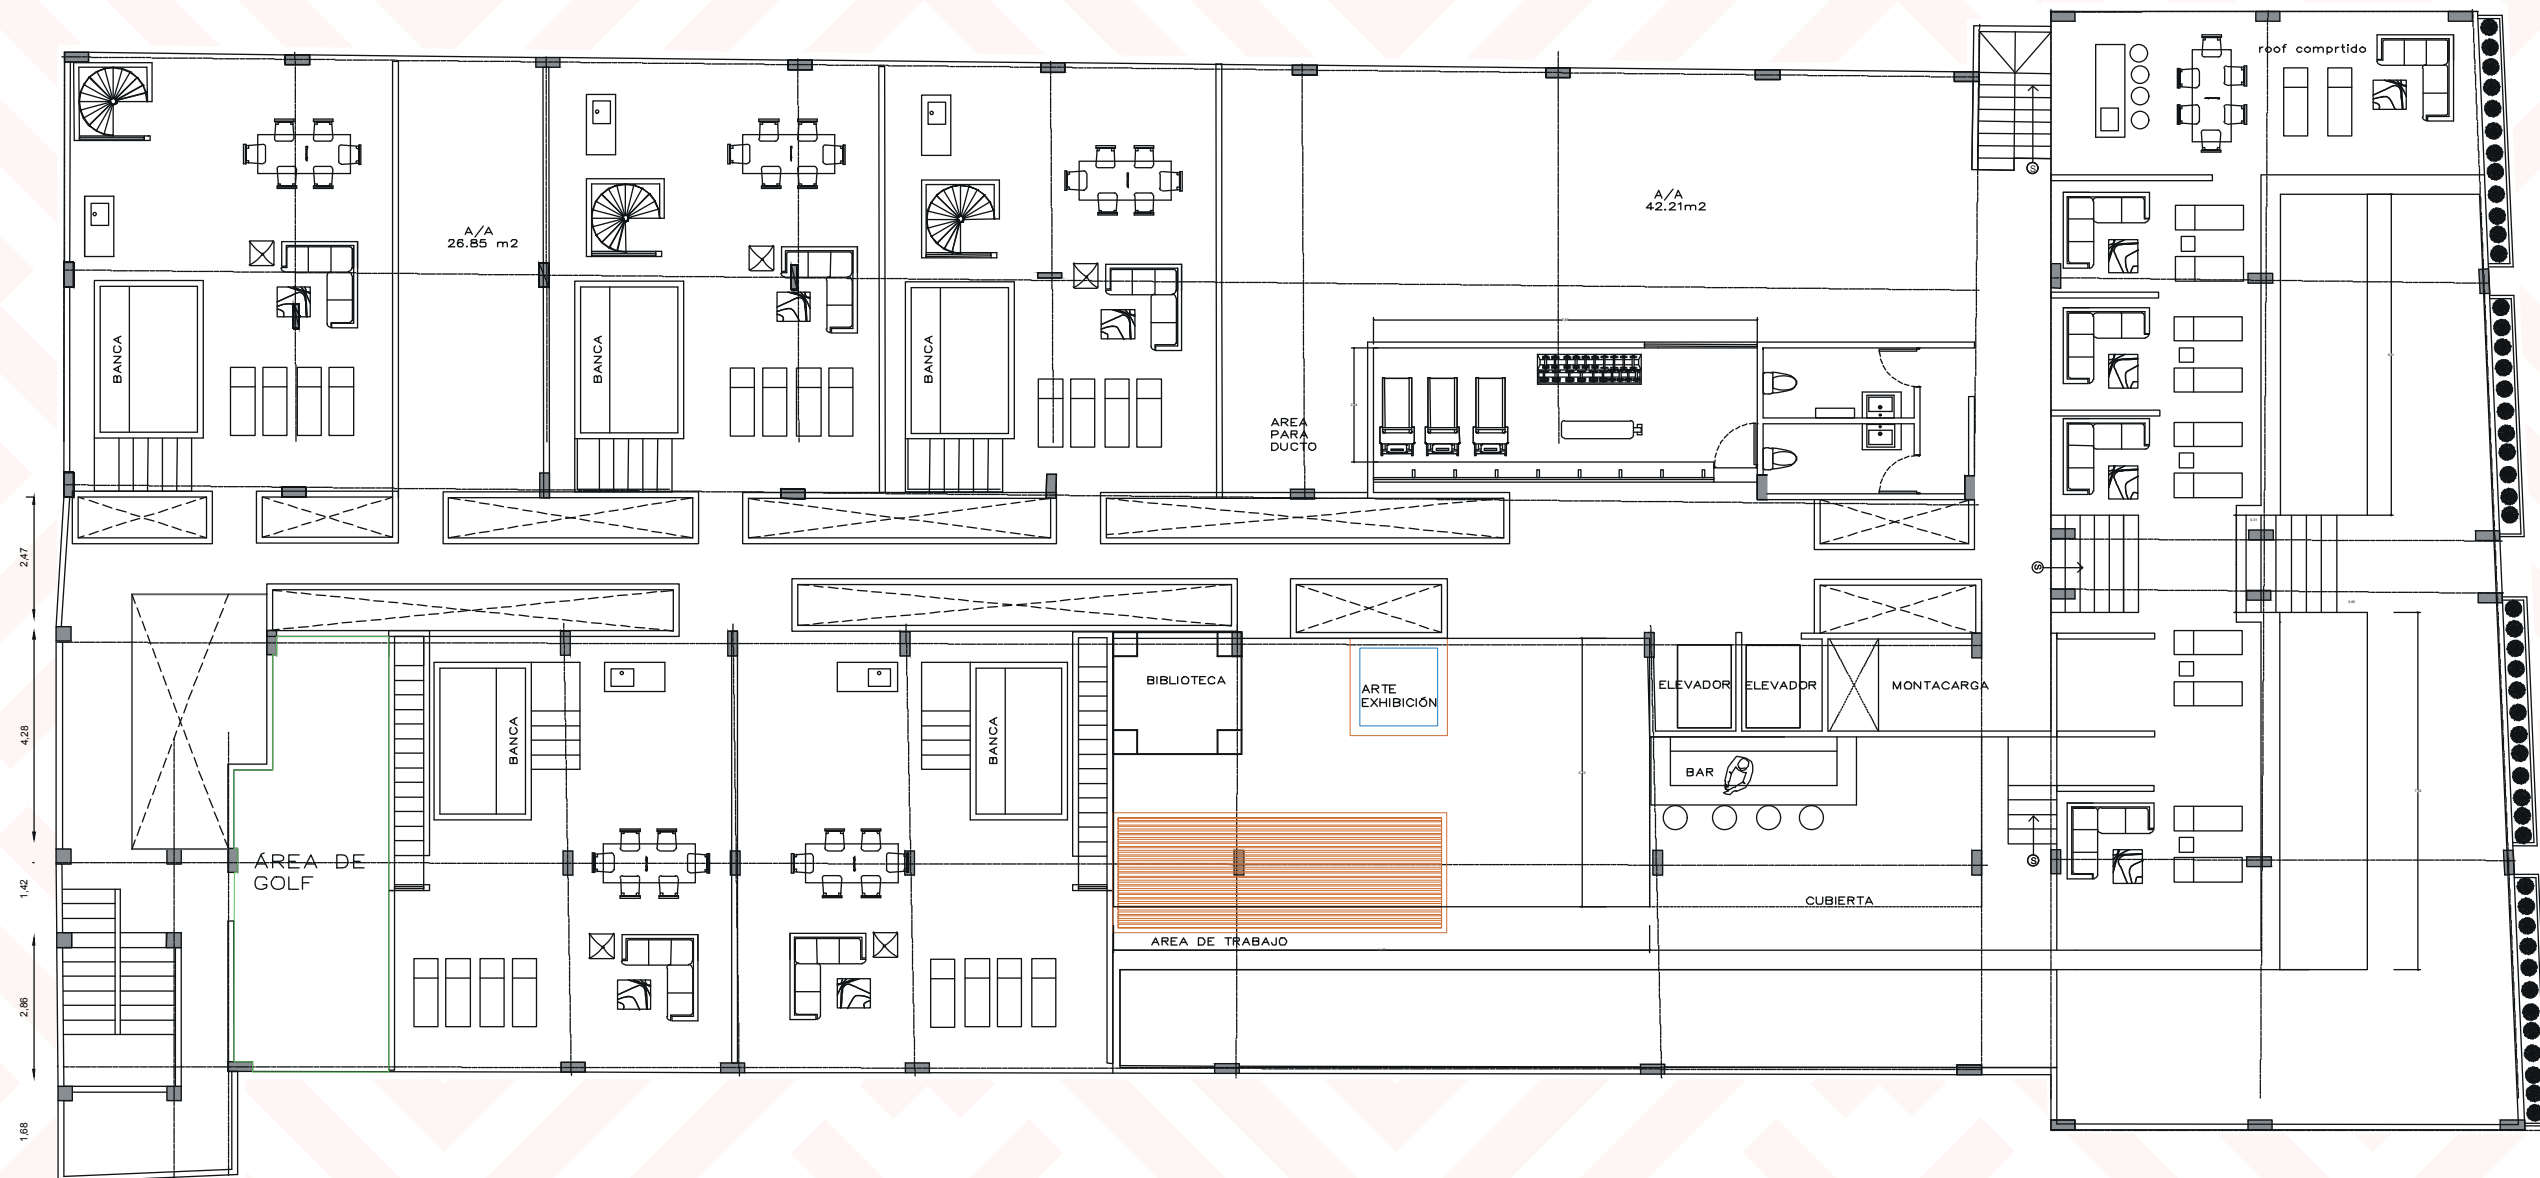 roof comprtido
A/A
26.85 m2
A/A
42.21m2
BANCA
BANCA
BANCA
AREA
PARA
DUCTO
2,47
4,28
1,42
2,86
1,68
S
S
S
BIBLIOTECA
ARTE
EXHIBICIÓN
ELEVADOR
ELEVADOR
MONTACARGA
BANCA
BANCA
BAR
ÁREA DE
GOLF
CUBIERTA
AREA DE TRABAJO